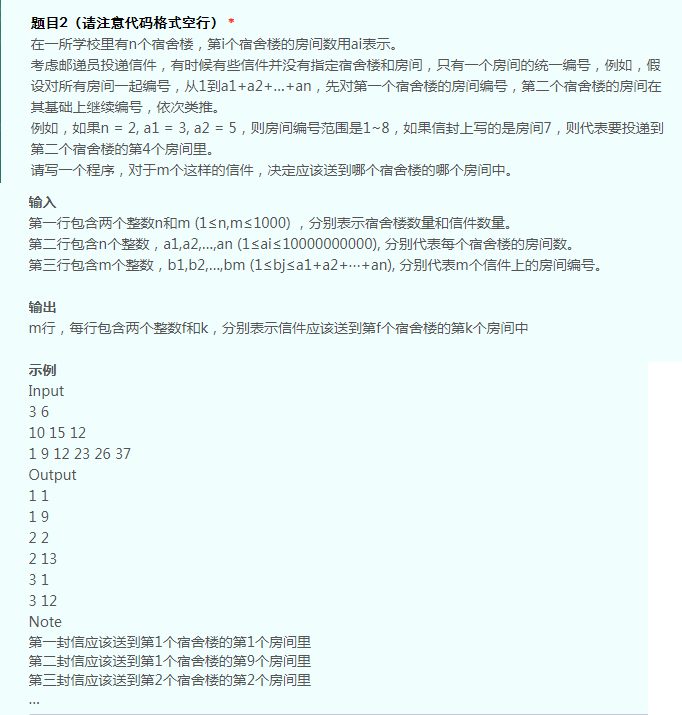 题目2（请注意代码格式空行） *
在一所学校里有n个宿舍楼，第i个宿舍楼的房间数用ai表示。
考虑邮递员投递信件，有时候有些信件并没有指定宿舍楼和房间，只有一个房间的统一编号，例如，假
设对所有房间一起编号，从1到a1+a2+...+an，先对第一个宿舍楼的房间编号，第二个宿舍楼的房间在
其基础上继续编号，依次类推。
例如，如果n = 2, a1 = 3, a2 = 5，则房间编号范围是1~8，如果信封上写的是房间7，则代表要投递到
第二个宿舍楼的第4个房间里。
请写一个程序，对于m个这样的信件，决定应该送到哪个宿舍楼的哪个房间中。
输入
第一行包含两个整数n和m (1≤n,m≤1000) ，分别表示宿舍楼数量和信件数量。
第二行包含n个整数，a1,a2,...,an (1≤ai≤10000000000), 分别代表每个宿舍楼的房间数。
第三行包含m个整数，b1,b2,...,bm (1≤bj≤a1+a2+⋯+an), 分别代表m个信件上的房间编号。
输出
m行，每行包含两个整数f和k，分别表示信件应该送到第f个宿舍楼的第k个房间中
示例
Input
3 6
10 15 12
1 9 12 23 26 37
Output
1 1
1 9
2 2
2 13
3 1
3 12
Note
第一封信应该送到第1个宿舍楼的第1个房间里
第二封信应该送到第1个宿舍楼的第9个房间里
第三封信应该送到第2个宿舍楼的第2个房间里
...